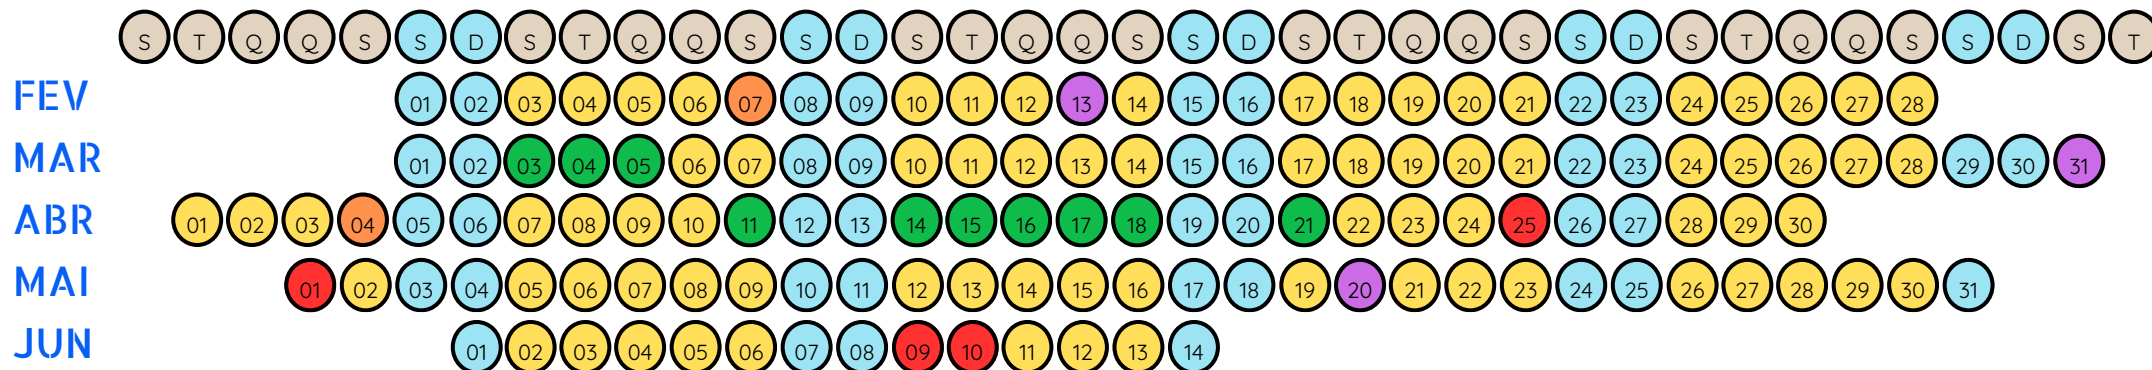 S T Q Q S S D S T Q Q S S D S T Q Q S S D S T Q Q S S D S T Q Q S S D S T
FEV 01 02 03 04 05 06 07 08 09 10 11 12 13 14 15 16 17 18 19 20 21 22 23 24 25 26 27 28
MAR 01 02 03 04 05 06 07 08 09 10 11 12 13 14 15 16 17 18 19 20 21 22 23 24 25 26 27 28 29 30 31
ABR 01 02 03 04 05 06 07 08 09 10 11 12 13 14 15 16 17 18 19 20 21 22 23 24 25 26 27 28 29 30
MAI 01 02 03 04 05 06 07 08 09 10 11 12 13 14 15 16 17 18 19 20 21 22 23 24 25 26 27 28 29 30 31
JUN 01 02 03 04 05 06 07 08 09 10 11 12 13 14